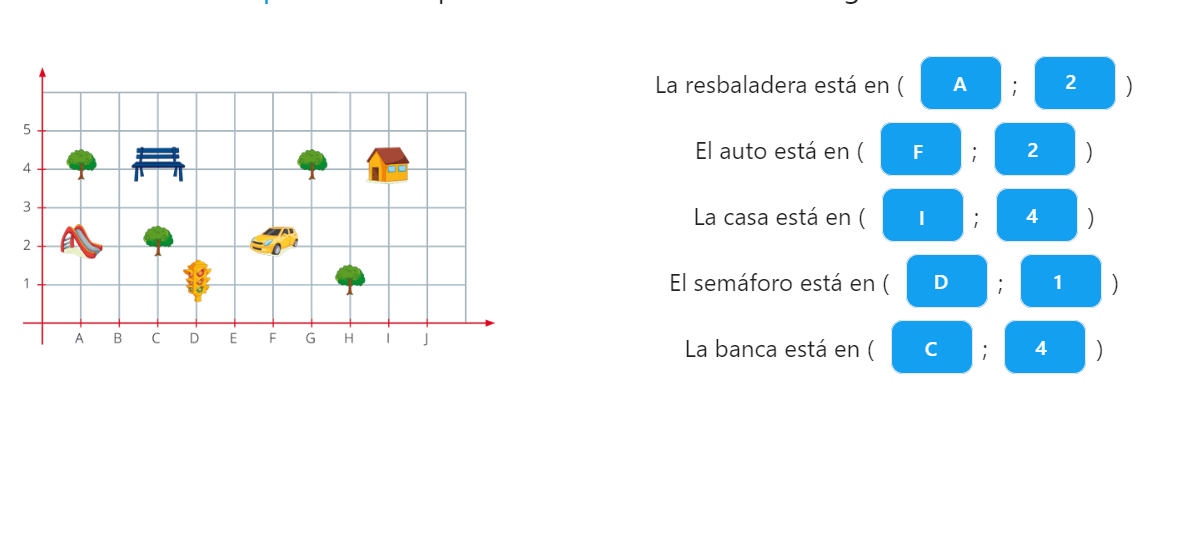 5
4
3
2
1
A B C D E F G H I J
La resbaladera está en ( A ; 2 )
El auto está en ( F ; 2 )
La casa está en ( I ; 4 )
El semáforo está en ( D ; 1 )
La banca está en ( C ; 4 )